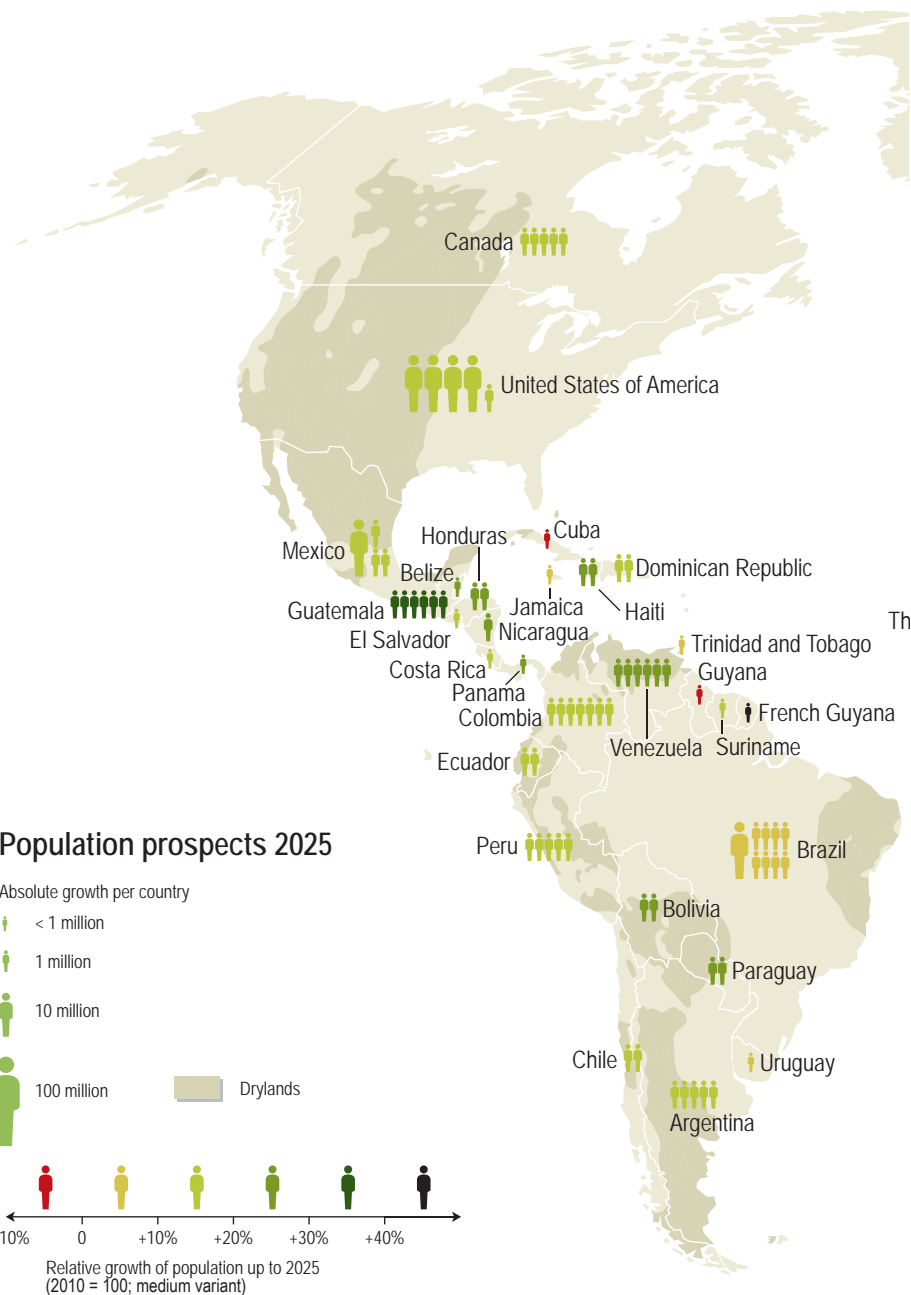 Canada
United States of America
Cuba
Honduras
Mexico
Dominican Republic
Belize
Guatemala
Jamaica
Haiti
Nicaragua
El Salvador
Th
Trinidad and Tobago
Costa Rica
Guyana
Panama
Colombia
French Guyana
Venezuela
Suriname
Ecuador
Peru
Brazil
Bolivia
Paraguay
Chile
Uruguay
Argentina
Population prospects 2025
Absolute growth per country
< 1 million
1 million
10 million
100 million
Drylands
10% 0 +10% +20% +30% +40%
Relative growth of population up to 2025
(2010 = 100; medium variant)